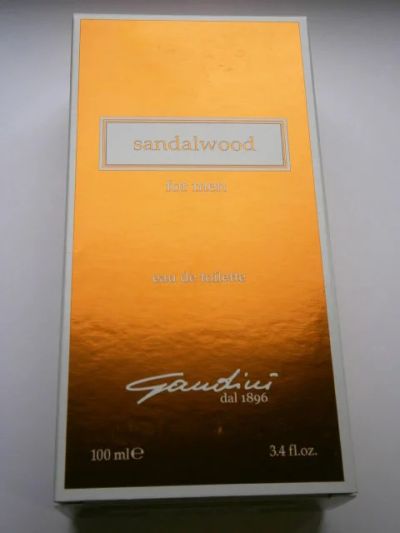 sandalwood
for men
eau de toilette
Gandini
dal 1896
100 ml℮ 3.4 fl.oz.